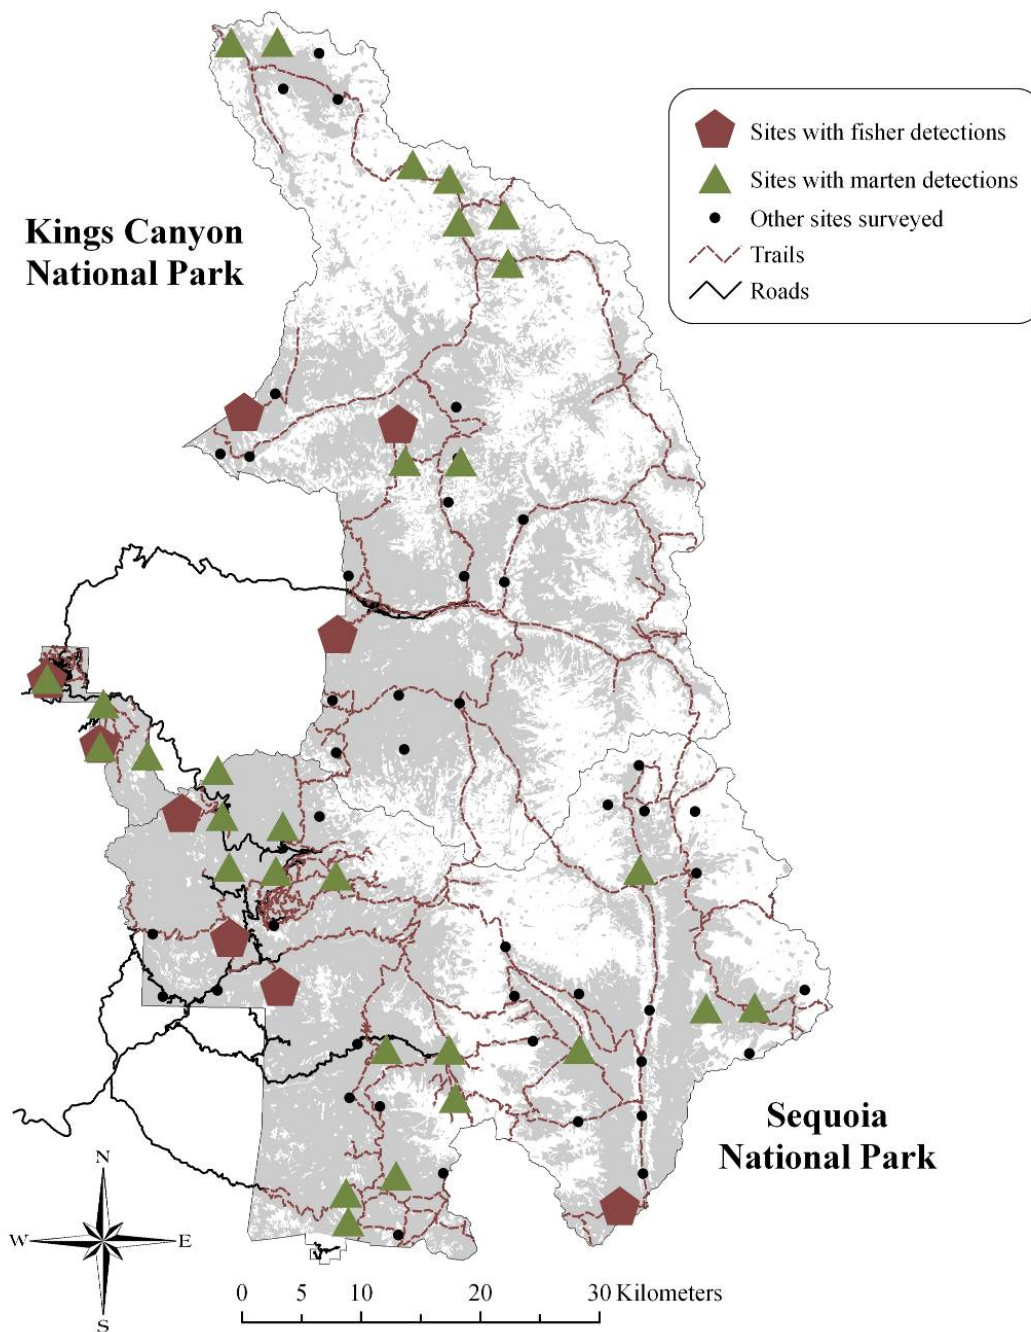 Sites with fisher detections
Sites with marten detections
Other sites surveyed
Trails
Roads
Kings Canyon
National Park
Sequoia
National Park
N
W
E
S
0 5 10 20 30 Kilometers